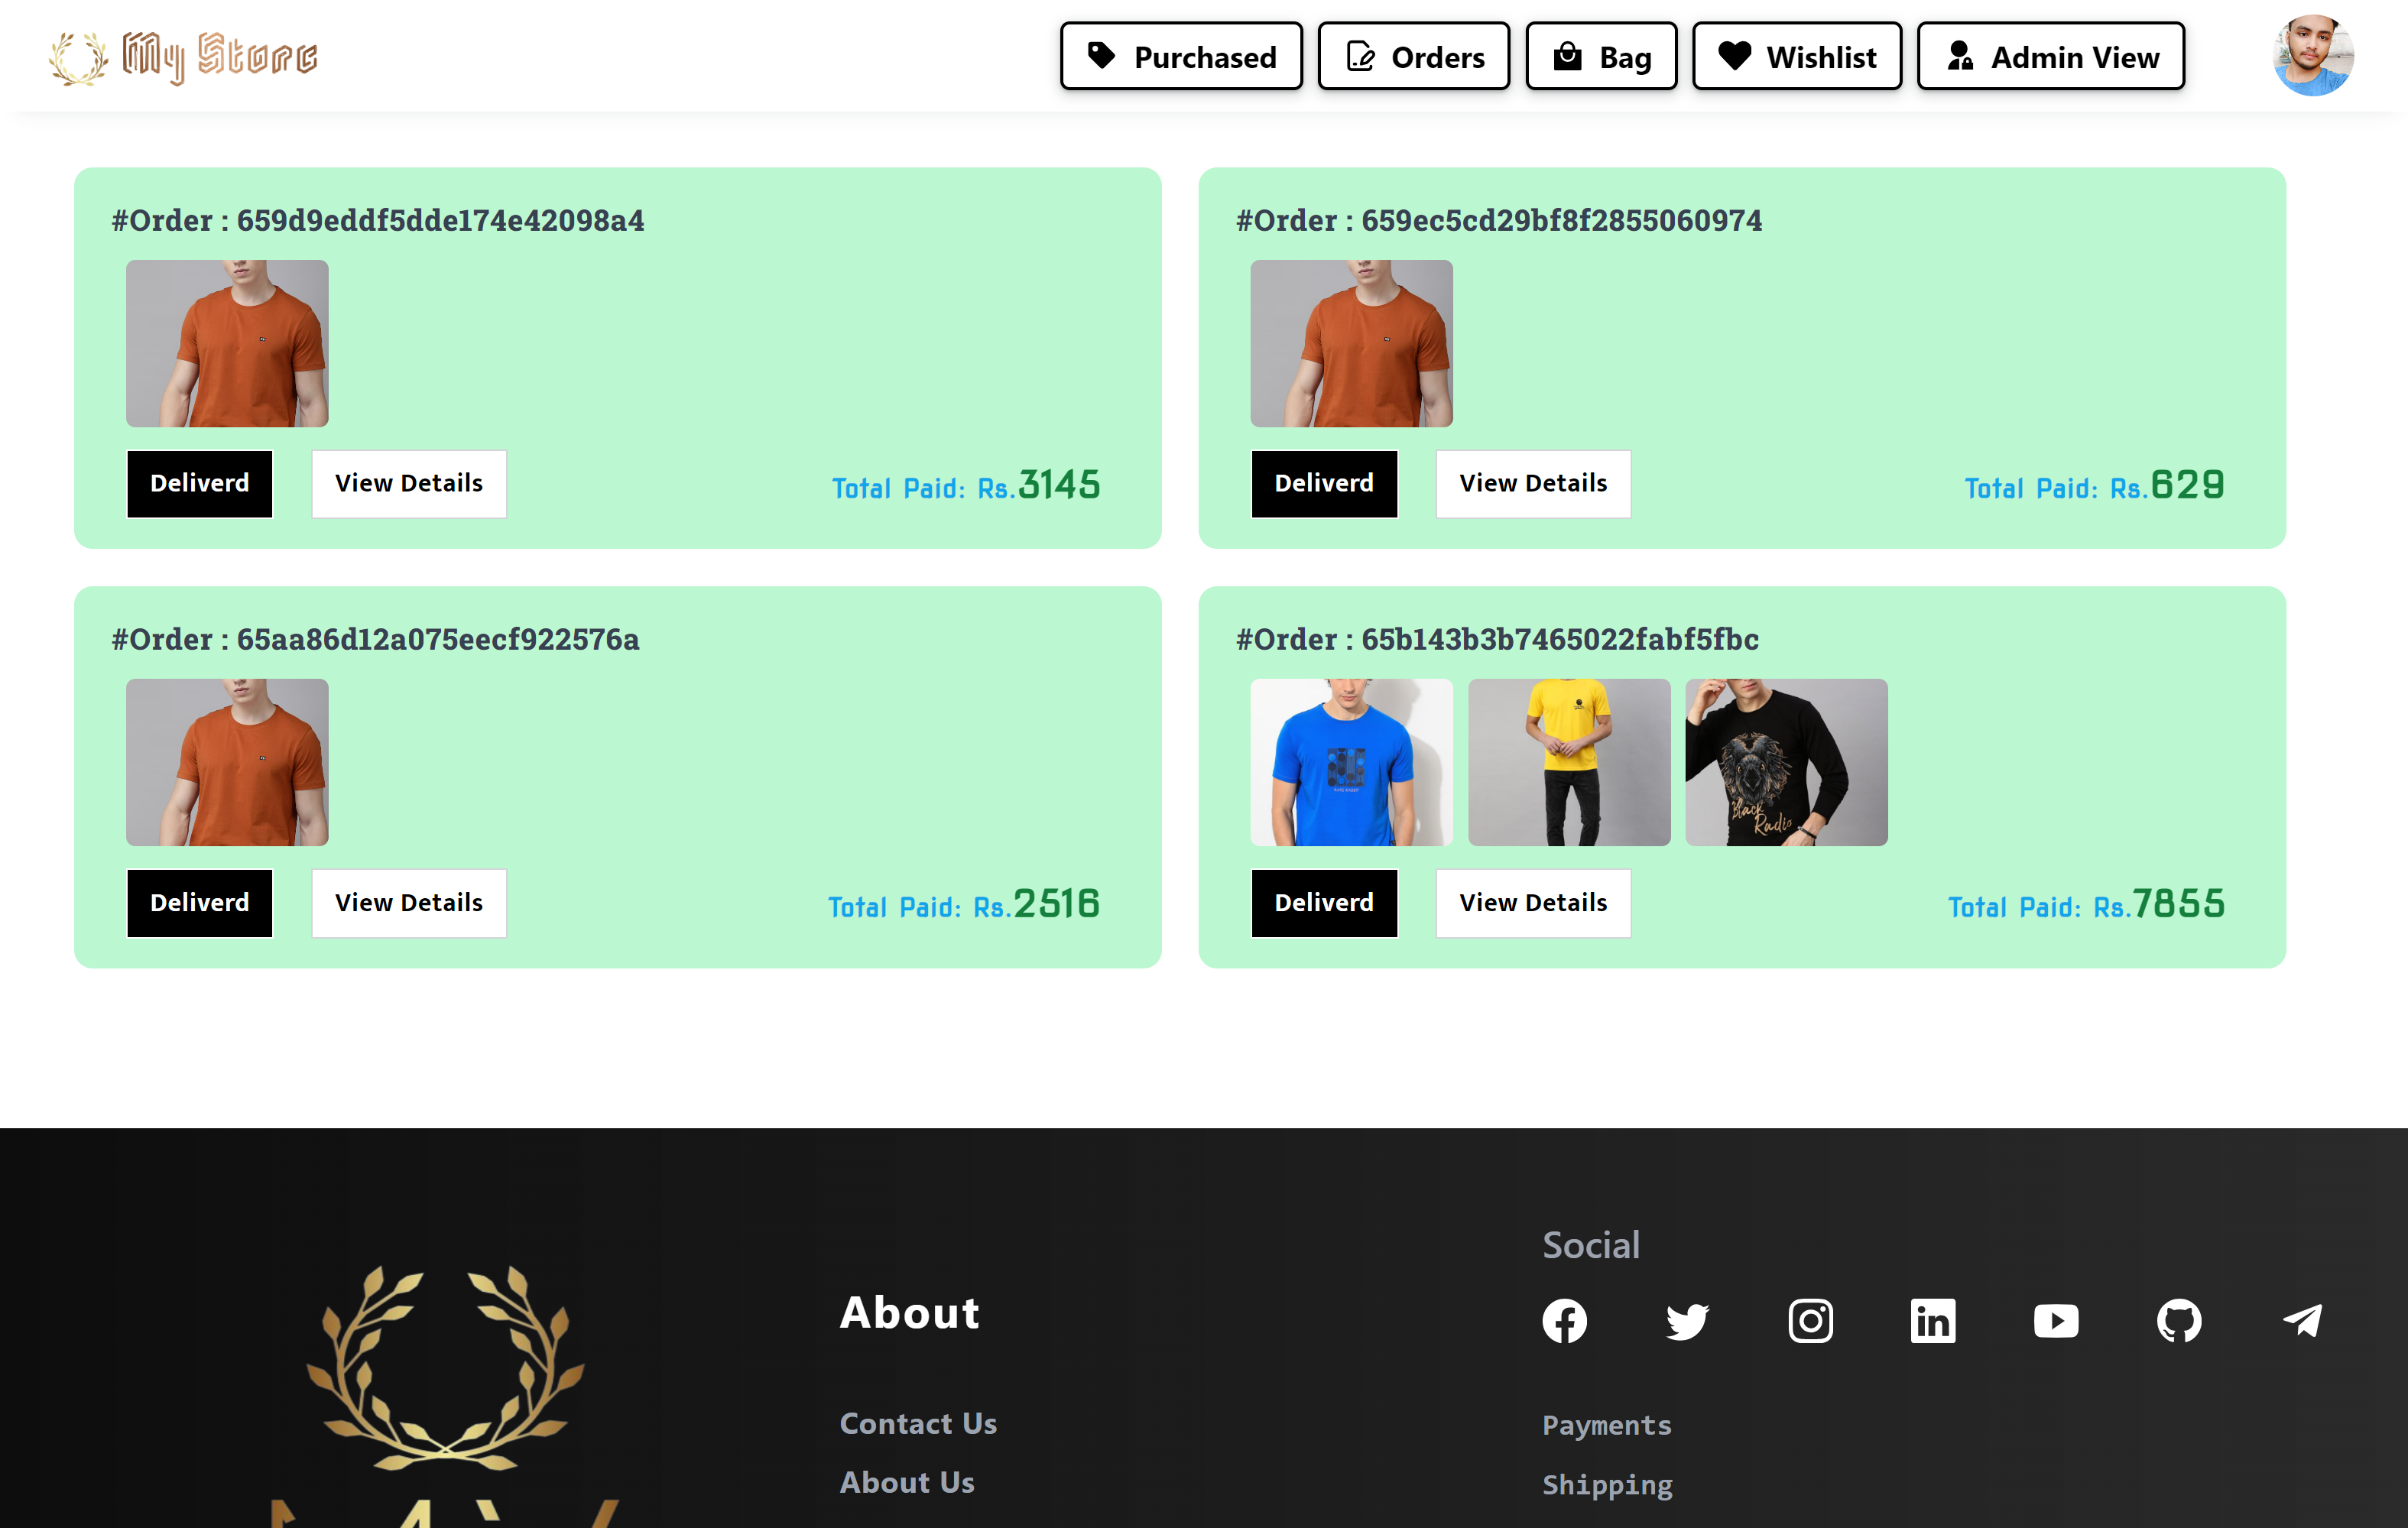 My Store
Purchased
Orders
Bag
Wishlist
Admin View
#Order : 659d9eddf5dde174e42098a4
Deliverd
View Details
Total Paid: Rs.3145
#Order : 659ec5cd29bf8f2855060974
Deliverd
View Details
Total Paid: Rs.629
#Order : 65aa86d12a075eecf922576a
Deliverd
View Details
Total Paid: Rs.2516
#Order : 65b143b3b7465022fabf5fbc
Black
Radio
Deliverd
View Details
Total Paid: Rs.7855
About
Contact Us
About Us
Social
Payments
Shipping